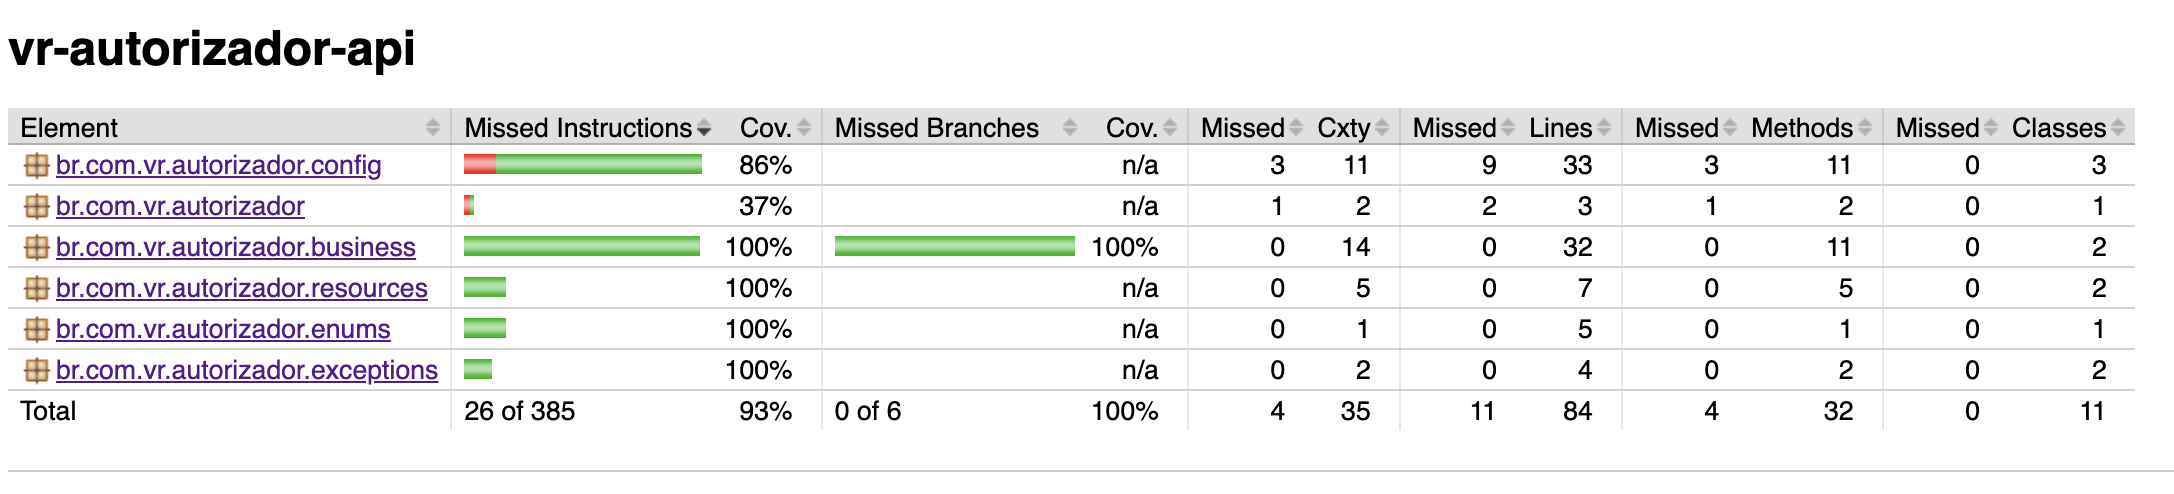 vr-autorizador-api
Element Missed Instructions Cov. Missed Branches Cov. Missed Cxty Missed Lines Missed Methods Missed Classes
br.com.vr.autorizador.config 86% n/a 3 11 9 33 3 11 0 3
br.com.vr.autorizador 37% n/a 1 2 2 3 1 2 0 1
br.com.vr.autorizador.business 100% 100% 0 14 0 32 0 11 0 2
br.com.vr.autorizador.resources 100% n/a 0 5 0 7 0 5 0 2
br.com.vr.autorizador.enums 100% n/a 0 1 0 5 0 1 0 1
br.com.vr.autorizador.exceptions 100% n/a 0 2 0 4 0 2 0 2
Total 26 of 385 93% 0 of 6 100% 4 35 11 84 4 32 0 11